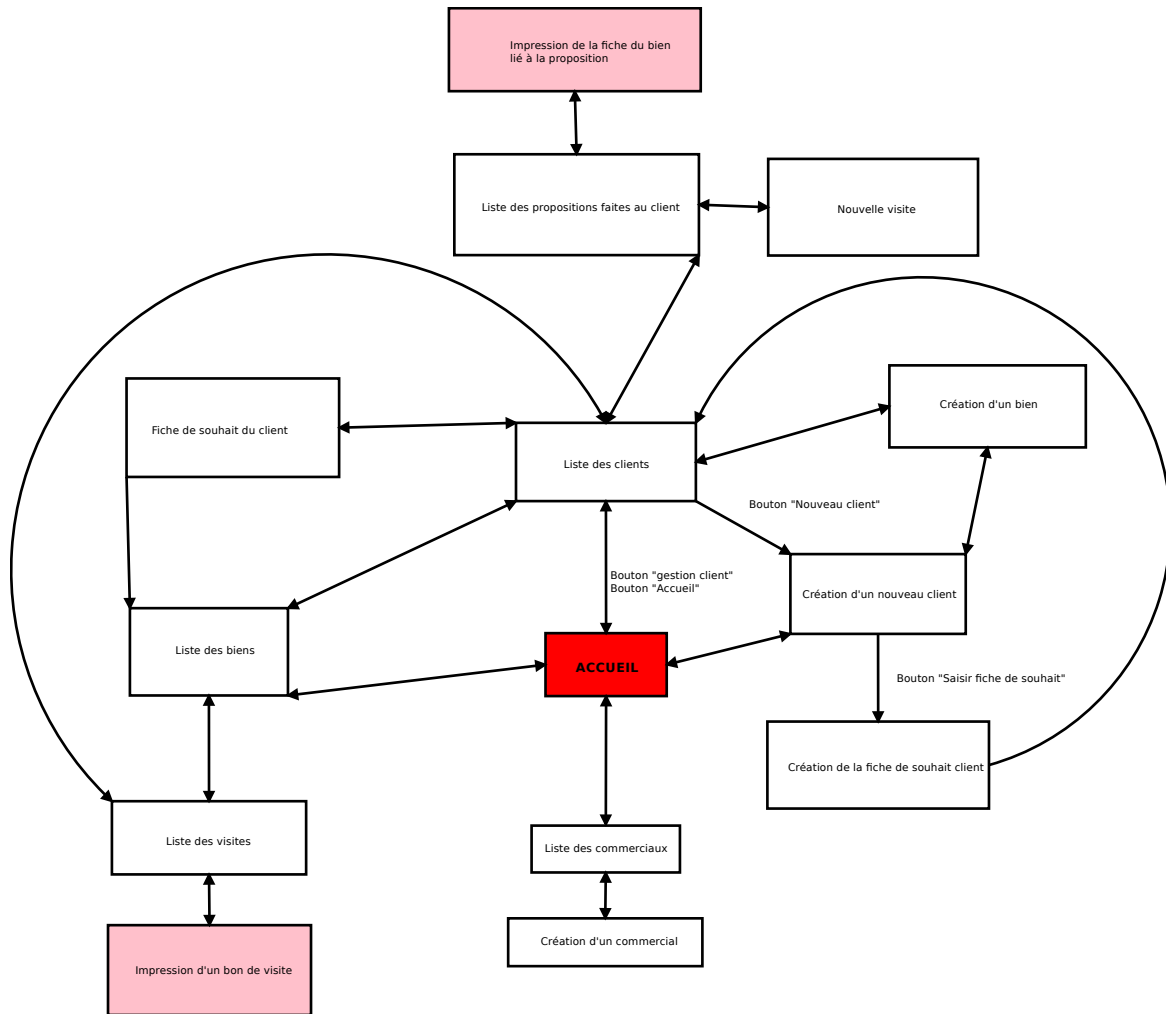 Impression de la fiche du bien
lié à la proposition
Liste des propositions faites au client
Nouvelle visite
Fiche de souhait du client
Création d'un bien
Liste des clients
Bouton "Nouveau client"
Bouton "gestion client"
Bouton "Accueil"
Création d'un nouveau client
Liste des biens
ACCUEIL
Bouton "Saisir fiche de souhait"
Création de la fiche de souhait client
Liste des visites
Liste des commerciaux
Création d'un commercial
Impression d'un bon de visite